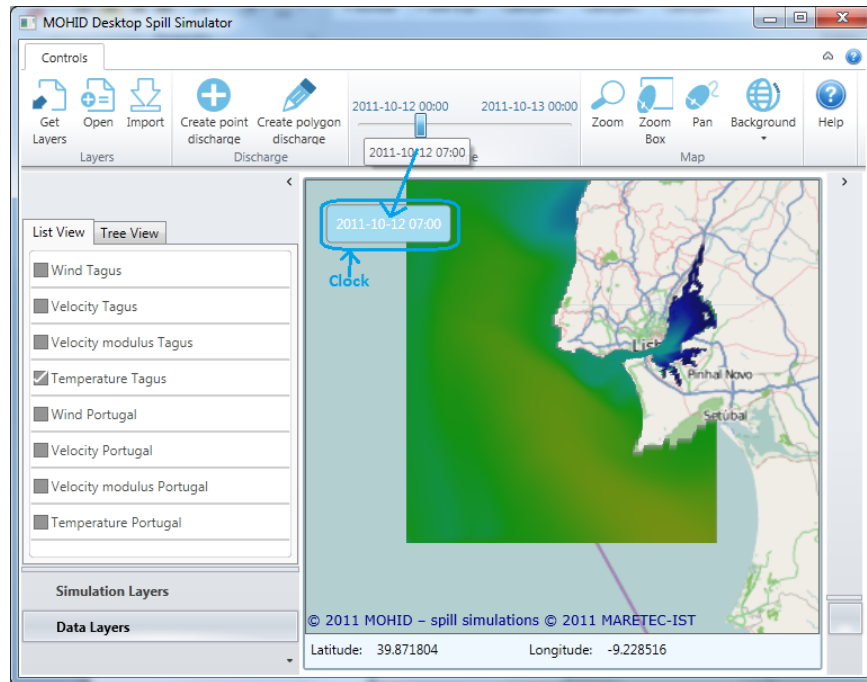 MOHID Desktop Spill Simulator
Controls
Get Layers
Open
Import
Layers
Create point discharge
Create polygon discharge
Discharge
2011-10-12 00:00
2011-10-13 00:00
2011-10-12 07:00
Zoom
Zoom Box
Pan
Background
Map
Help
List View
Tree View
Wind Tagus
Velocity Tagus
Velocity modulus Tagus
Temperature Tagus
Wind Portugal
Velocity Portugal
Velocity modulus Portugal
Temperature Portugal
Simulation Layers
Data Layers
2011-10-12 07:00
Clock
Pinhal Novo
Setúbal
© 2011 MOHID – spill simulations © 2011 MARETEC-IST
Latitude: 39.871804 Longitude: -9.228516